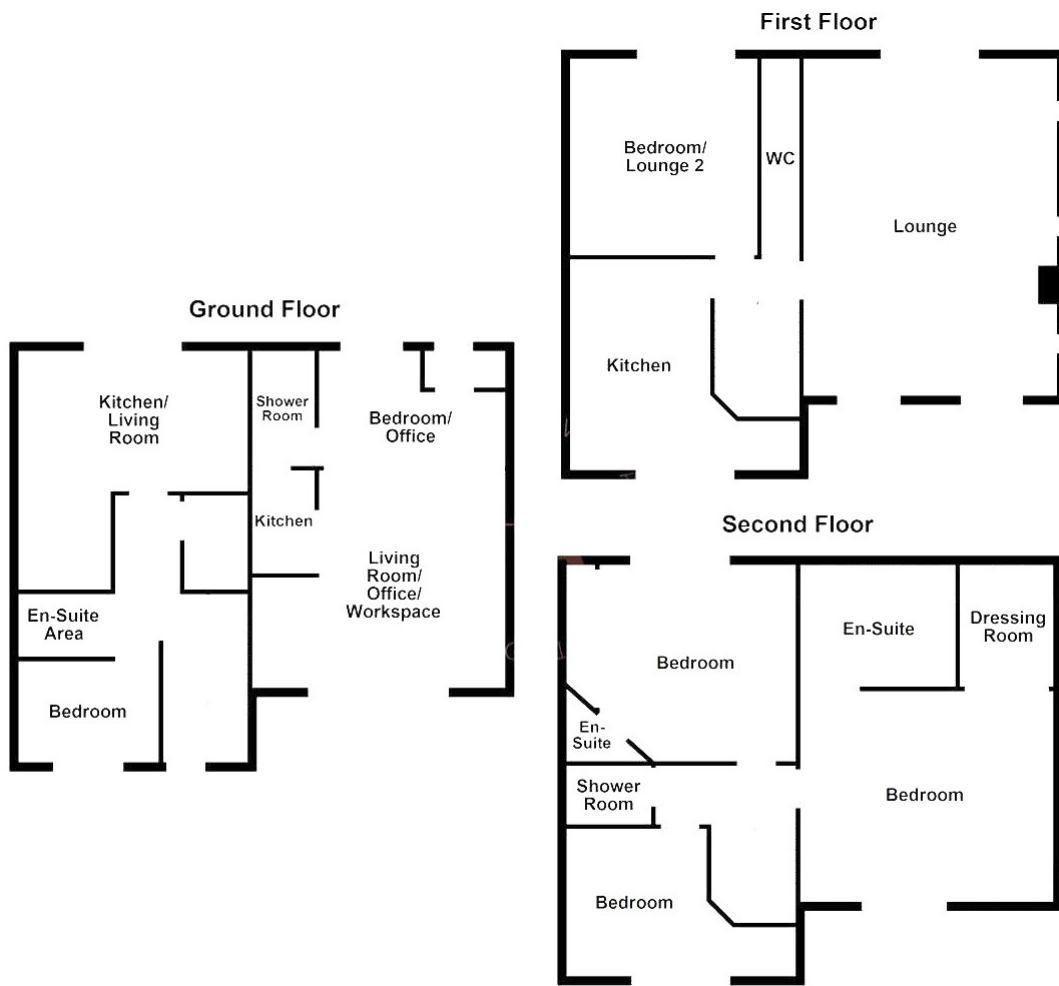 First Floor
Bedroom/
Lounge 2
WC
Lounge
Kitchen
Ground Floor
Kitchen/
Living
Room
Shower
Room
Bedroom/
Office
Kitchen
Living
Room/
Office/
Workspace
En-Suite
Area
Bedroom
Second Floor
Bedroom
En-Suite
Dressing
Room
En-
Suite
Shower
Room
Bedroom
Bedroom